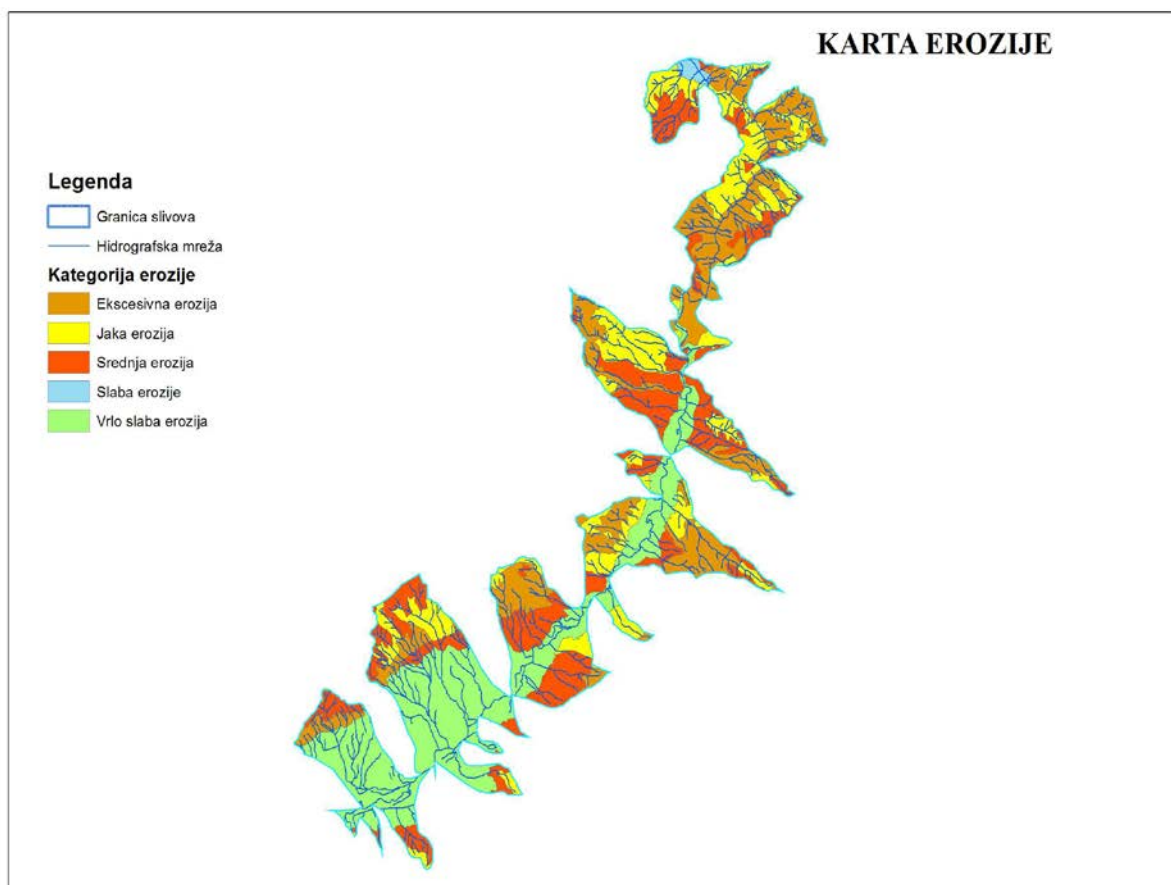 KARTA EROZIJE
Legenda
Granica slivova
Hidrografska mreža
Kategorija erozije
Ekscesivna erozija
Jaka erozija
Srednja erozija
Slaba erozije
Vrlo slaba erozija